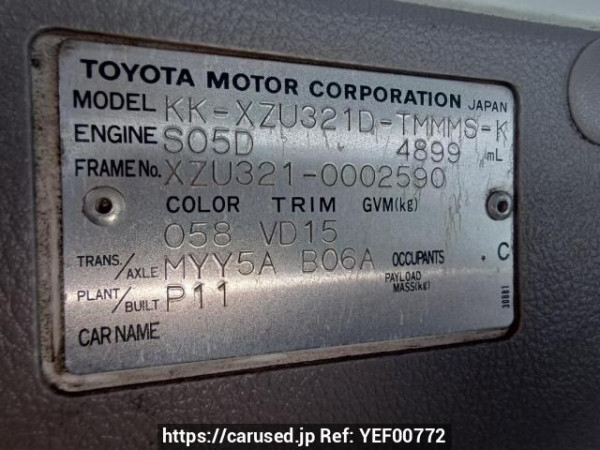 TOYOTA MOTOR CORPORATION JAPAN
MODEL KK-XZU321D-TMMMS-K
ENGINE S05D 4899 mL
FRAME No. XZU321-0002590
COLOR TRIM GVM(kg)
058 VD15
TRANS./AXLE MYY5A B06A OCCUPANTS . C
PAYLOAD
MASS(kg)
PLANT/BUILT P11
CAR NAME
30881
https://carused.jp Ref: YEF00772